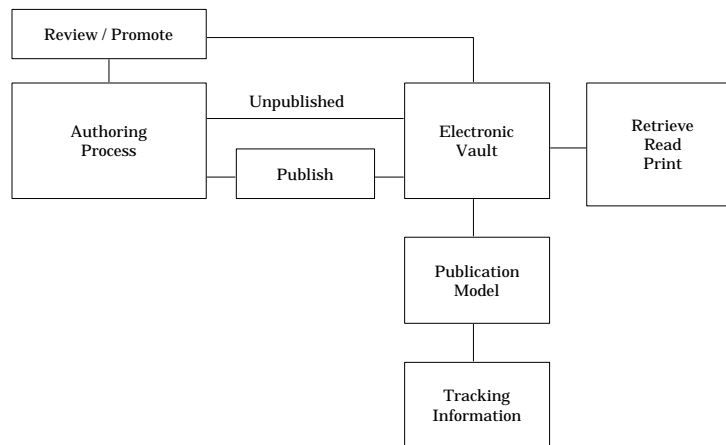 Review / Promote
Unpublished
Authoring
Process
Electronic
Vault
Retrieve
Read
Print
Publish
Publication
Model
Tracking
Information